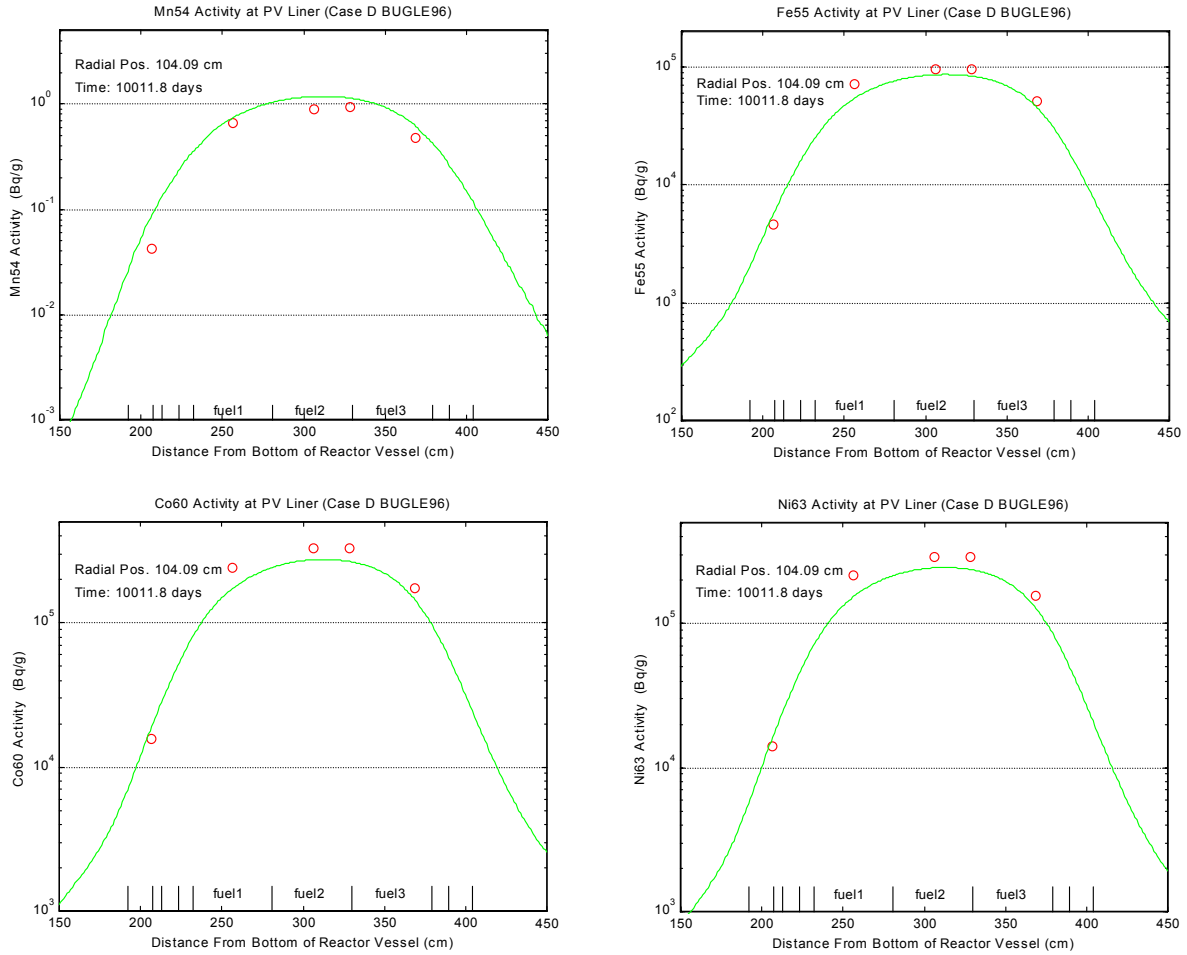 Mn54 Activity at PV Liner (Case D BUGLE96)
Radial Pos. 104.09 cm
Time: 10011.8 days
Mn54 Activity (Bq/g)
10^0
10^-1
10^-2
10^-3
fuel1 fuel2 fuel3
150 200 250 300 350 400 450
Distance From Bottom of Reactor Vessel (cm)
Fe55 Activity at PV Liner (Case D BUGLE96)
Radial Pos. 104.09 cm
Time: 10011.8 days
Fe55 Activity (Bq/g)
10^5
10^4
10^3
10^2
fuel1 fuel2 fuel3
150 200 250 300 350 400 450
Distance From Bottom of Reactor Vessel (cm)
Co60 Activity at PV Liner (Case D BUGLE96)
Radial Pos. 104.09 cm
Time: 10011.8 days
Co60 Activity (Bq/g)
10^5
10^4
10^3
fuel1 fuel2 fuel3
150 200 250 300 350 400 450
Distance From Bottom of Reactor Vessel (cm)
Ni63 Activity at PV Liner (Case D BUGLE96)
Radial Pos. 104.09 cm
Time: 10011.8 days
Ni63 Activity (Bq/g)
10^5
10^4
10^3
fuel1 fuel2 fuel3
150 200 250 300 350 400 450
Distance From Bottom of Reactor Vessel (cm)